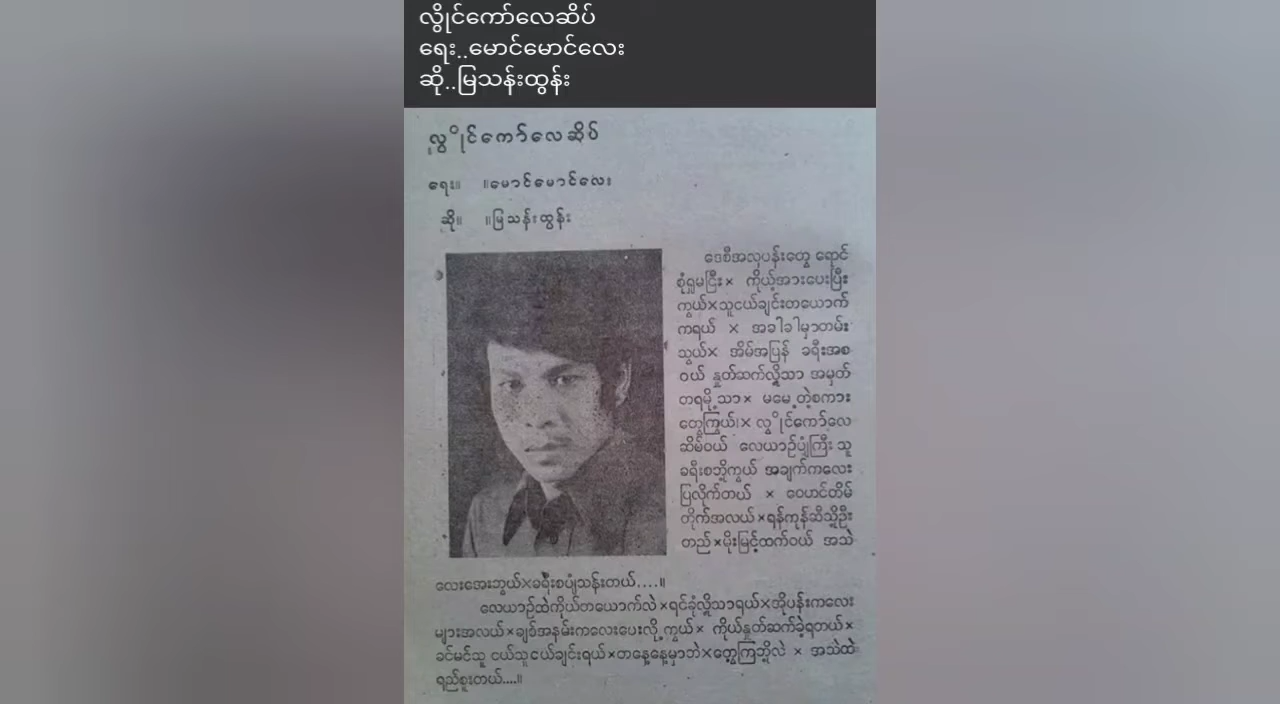 လွိုင်ကော်လေဆိပ်
ရေး..မောင်မောင်လေး
ဆို..မြသန်းထွန်း
လွိုင်ကော်လေဆိပ်
ရေး။ ။မောင်မောင်လေး
ဆို။ ။မြသန်းထွန်း
ဒေစီအလှပန်းတွေ ရောင်
စုံရှုမငြီး× ကိုယ့်အားပေးပြီး
ကွယ်×သူငယ်ချင်းတယောက်
ကရယ် × အခါခါမှာတမ်း
သွယ်× အိမ်အပြန် ခရီးအစ
ဝယ် နှုတ်ဆက်လို့သာ အမှတ်
တရမို့သာ× မမေ့တဲ့စကား
တွေကြွယ်၊× လွိုင်ကော်လေ
ဆိမ်ဝယ် လေယာဉ်ပျံကြီး သူ
ခရီးစဘို့ကွယ် အချက်ကလေး
ပြလိုက်တယ် × ဝေဟင်တိမ်
တိုက်အလယ်×ရန်ကုန်ဆီသို့ဦး
တည်×မိုးမြင့်ထက်ဝယ် အသဲ
လေးအေးဘွယ်×ခရီးစပျံသန်းတယ်....။
လေယာဉ်ထဲကိုယ်တယောက်လဲ×ရင်ခုံလို့သာရယ်×အိုပန်းကလေး
များအလယ်×ချစ်အနမ်းကလေးပေးလို့ကွယ်× ကိုယ်နှုတ်ဆက်ခဲ့ရတယ်×
ခင်မင်သူ ငယ်သူငယ်ချင်းရယ်×တနေ့နေ့မှာဘဲ×တွေ့ကြဘို့လဲ × အသဲထဲ
ရည်စူးတယ်....။